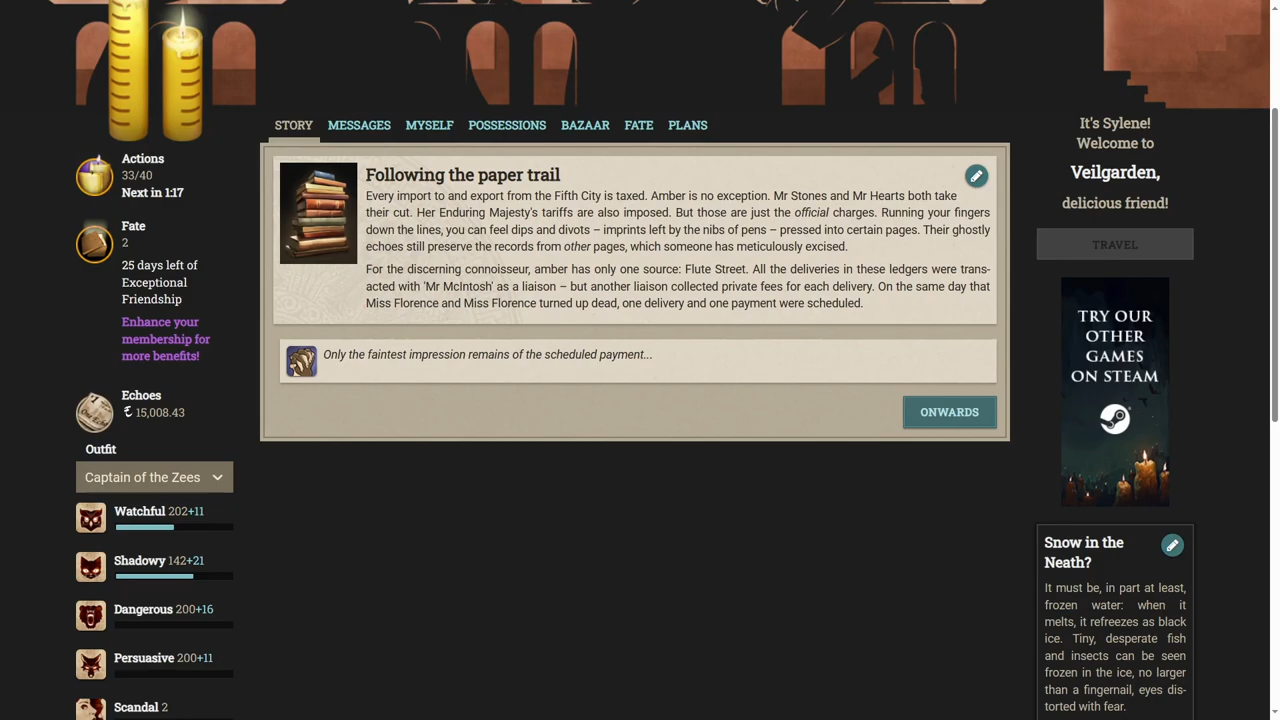 STORY MESSAGES MYSELF POSSESSIONS BAZAAR FATE PLANS
Actions
33/40
Next in 1:17
Fate
2
25 days left of
Exceptional
Friendship
Enhance your
membership for
more benefits!
Echoes
15,008.43
Outfit
Captain of the Zees
Watchful 202+11
Shadowy 142+21
Dangerous 200+16
Persuasive 200+11
Scandal 2
Following the paper trail
Every import to and export from the Fifth City is taxed. Amber is no exception. Mr Stones and Mr Hearts both take
their cut. Her Enduring Majesty's tariffs are also imposed. But those are just the official charges. Running your fingers
down the lines, you can feel dips and divots – imprints left by the nibs of pens – pressed into certain pages. Their ghostly
echoes still preserve the records from other pages, which someone has meticulously excised.
For the discerning connoisseur, amber has only one source: Flute Street. All the deliveries in these ledgers were trans-
acted with 'Mr McIntosh' as a liaison – but another liaison collected private fees for each delivery. On the same day that
Miss Florence and Miss Florence turned up dead, one delivery and one payment were scheduled.
Only the faintest impression remains of the scheduled payment...
ONWARDS
It's Sylene!
Welcome to
Veilgarden,
delicious friend!
TRAVEL
TRY OUR
OTHER
GAMES
ON STEAM
Snow in the
Neath?
It must be, in part at least,
frozen water: when it
melts, it refreezes as black
ice. Tiny, desperate fish
and insects can be seen
frozen in the ice, no larger
than a fingernail, eyes dis-
torted with fear.